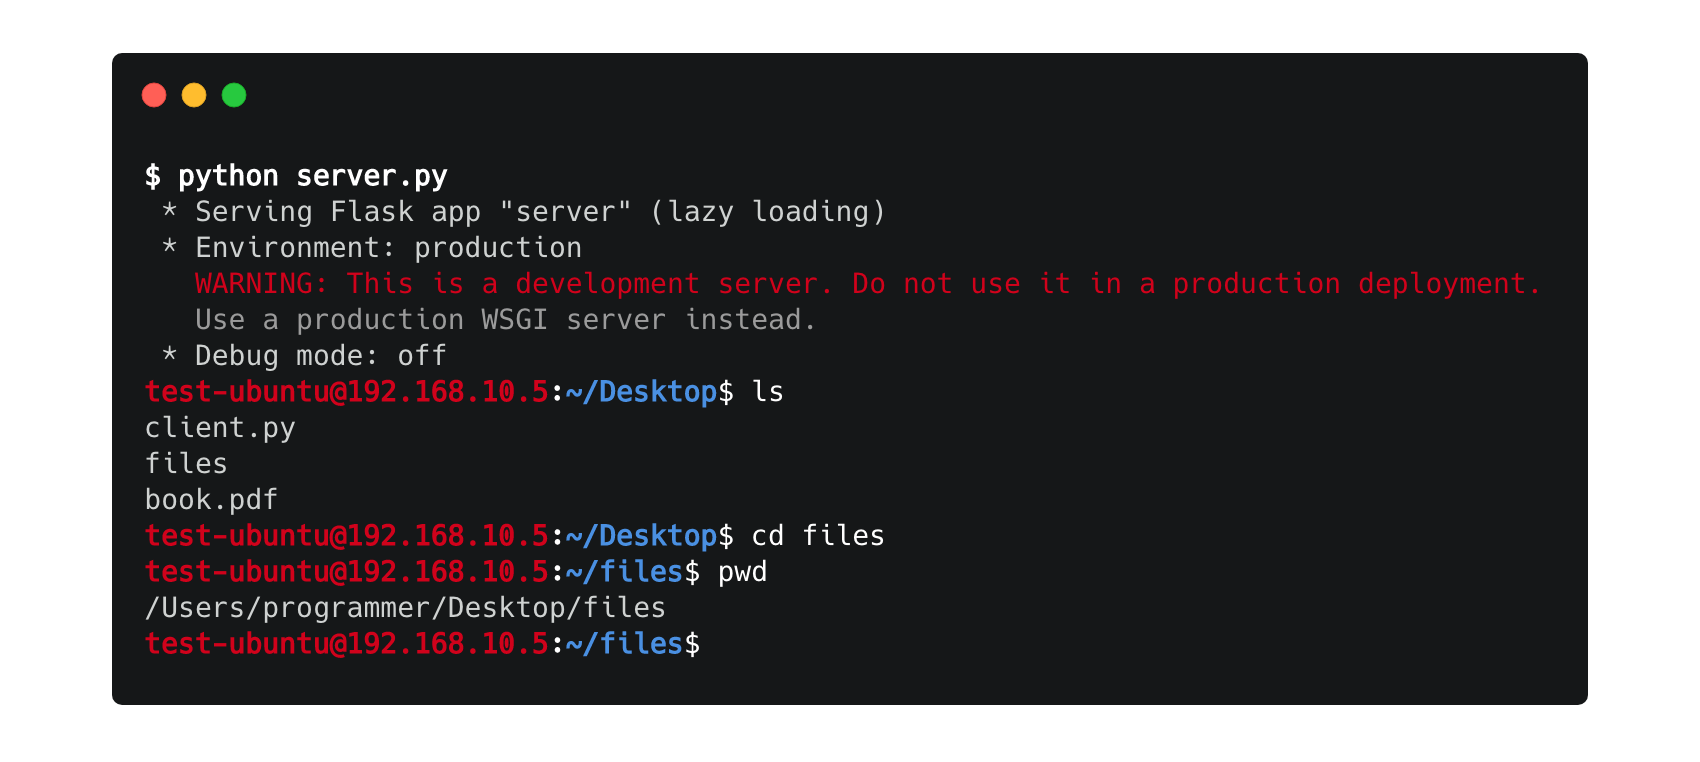 $ python server.py
* Serving Flask app "server" (lazy loading)
* Environment: production
WARNING: This is a development server. Do not use it in a production deployment.
Use a production WSGI server instead.
* Debug mode: off
test-ubuntu@192.168.10.5:~/Desktop$ ls
client.py
files
book.pdf
test-ubuntu@192.168.10.5:~/Desktop$ cd files
test-ubuntu@192.168.10.5:~/files$ pwd
/Users/programmer/Desktop/files
test-ubuntu@192.168.10.5:~/files$